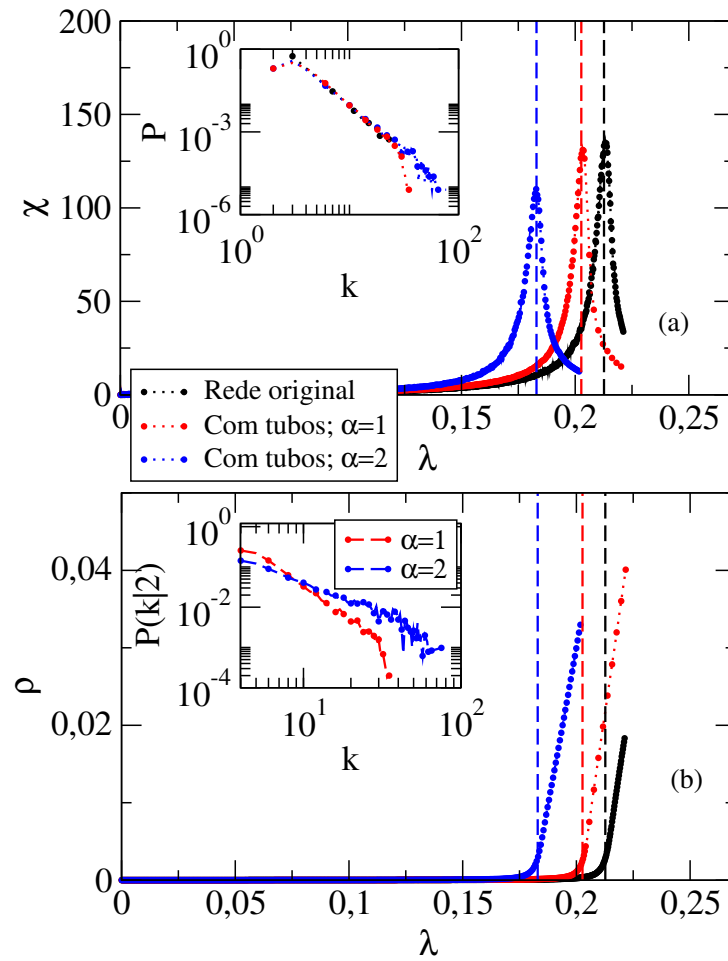 200
150
100
50
0
χ
10^0
10^-3
10^-6
P
10^0
10^2
k
(a)
0
0,15
0,2
0,25
λ
Rede original
Com tubos; α=1
Com tubos; α=2
0,04
0,02
0
ρ
10^0
10^-2
10^-4
P(k|2)
α=1
α=2
10^1
10^2
k
(b)
0
0,05
0,1
0,15
0,2
0,25
λ